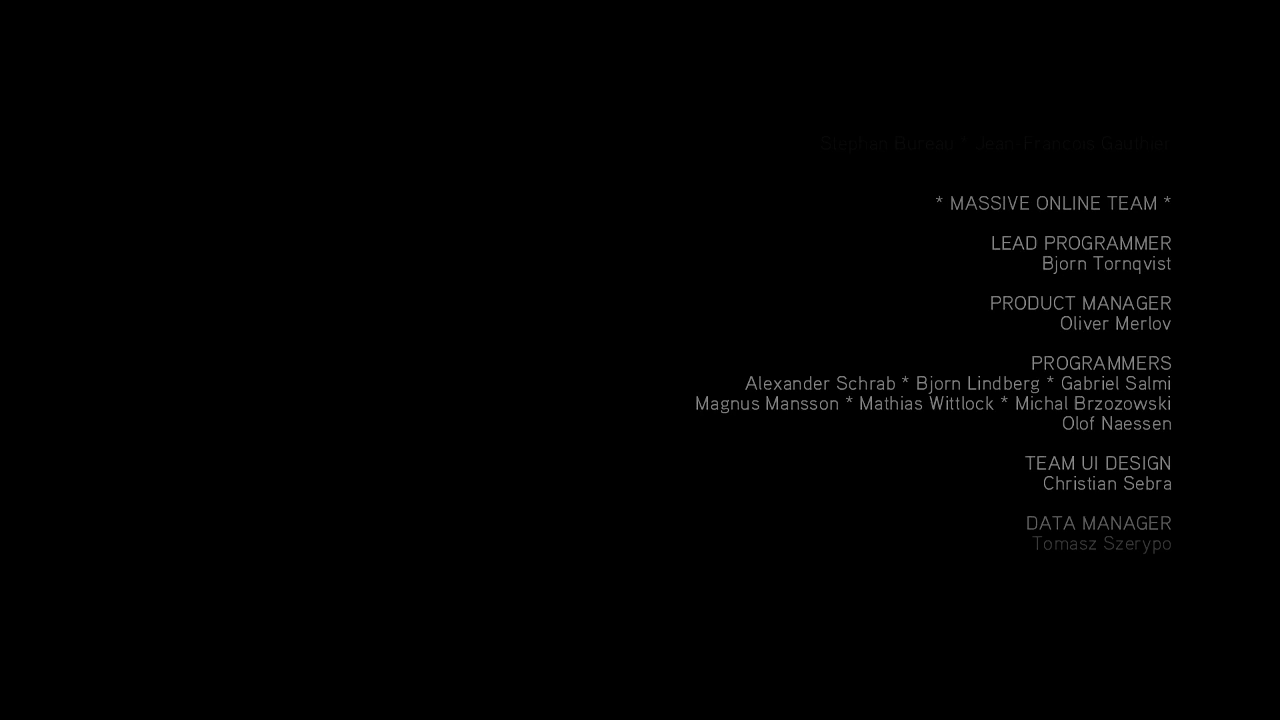 Stephan Bureau * Jean-Francois Gauthier
* MASSIVE ONLINE TEAM *
LEAD PROGRAMMER
Bjorn Tornqvist
PRODUCT MANAGER
Oliver Merlov
PROGRAMMERS
Alexander Schrab * Bjorn Lindberg * Gabriel Salmi
Magnus Mansson * Mathias Wittlock * Michal Brzozowski
Olof Naessen
TEAM UI DESIGN
Christian Sebra
DATA MANAGER
Tomasz Szerypo